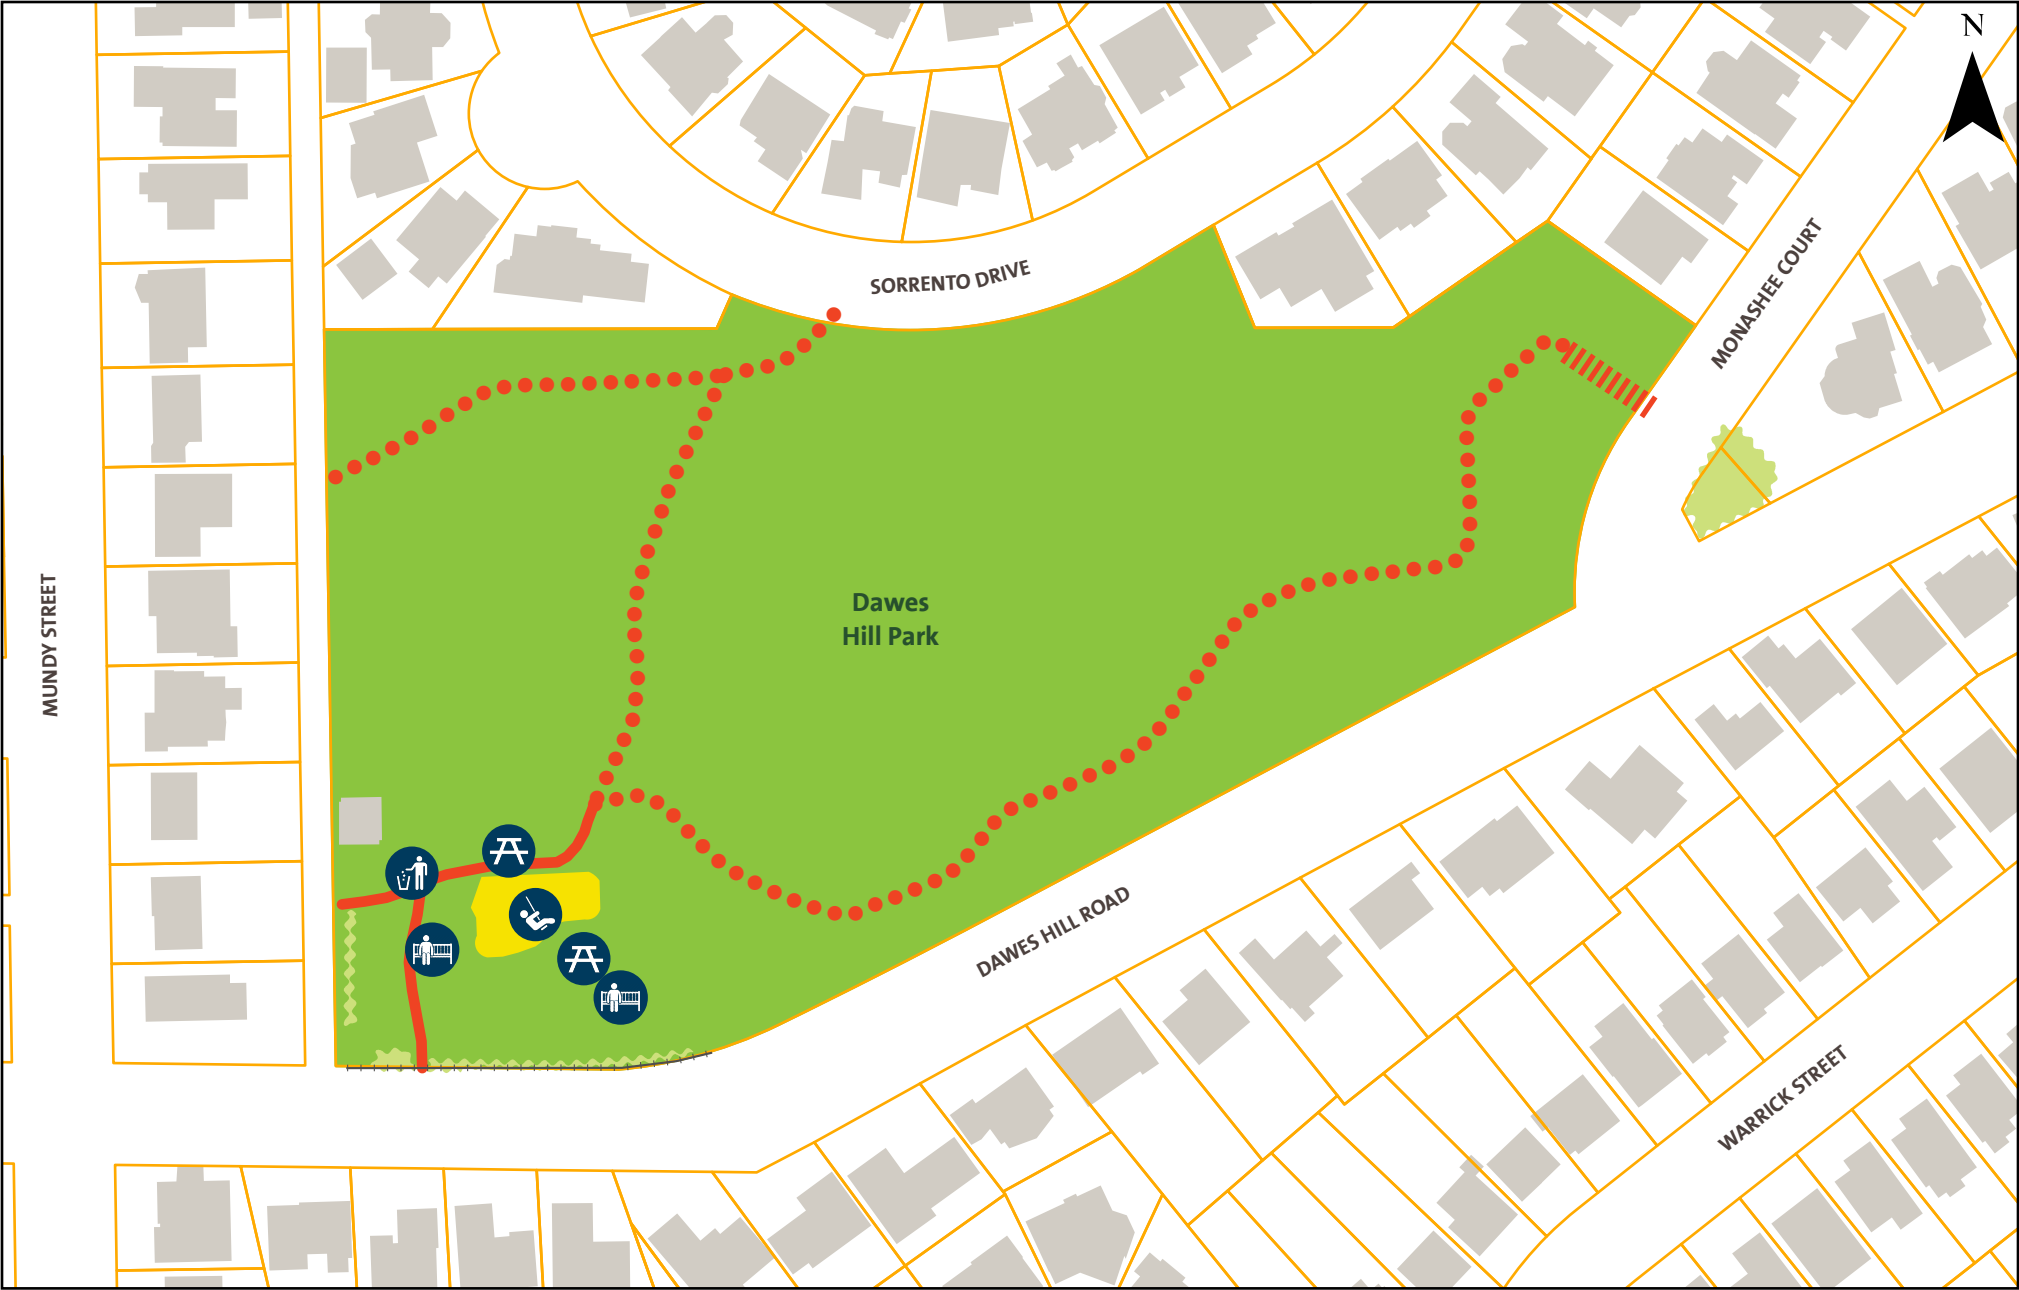 N
SORRENTO DRIVE
MONASHEE COURT
Dawes
Hill Park
MUNDY STREET
DAWES HILL ROAD
WARRICK STREET